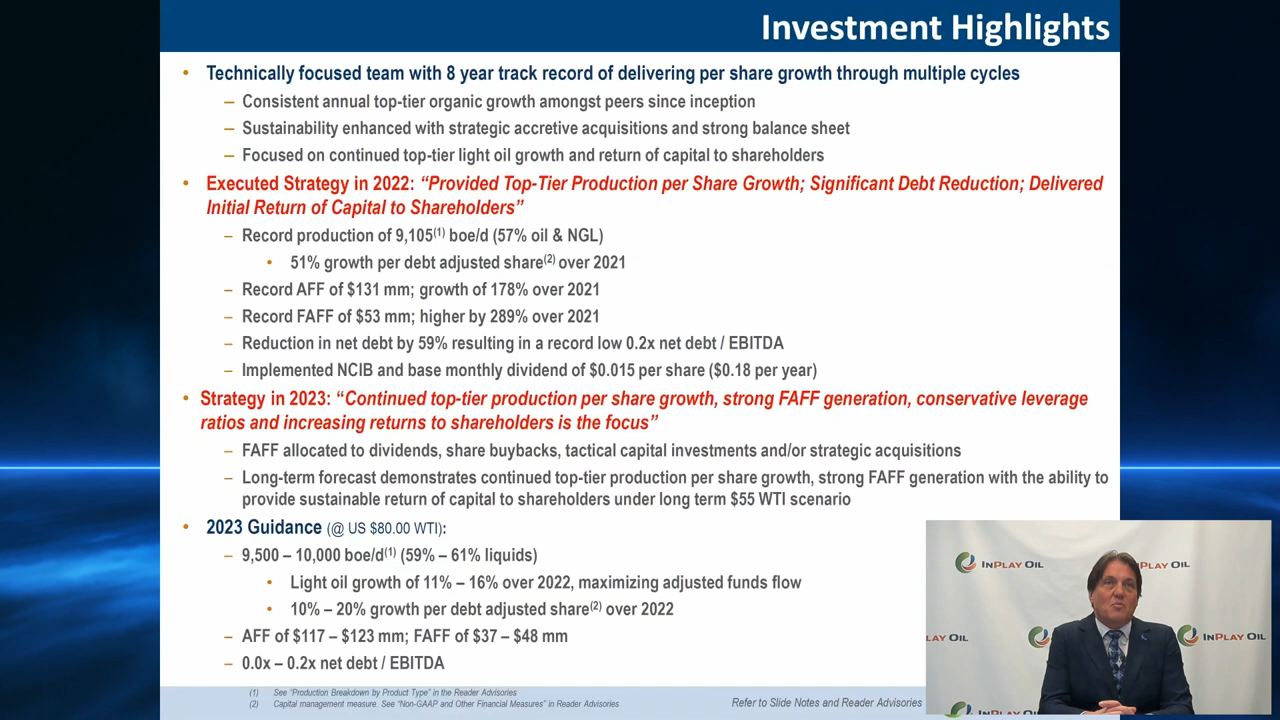 Investment Highlights
• Technically focused team with 8 year track record of delivering per share growth through multiple cycles
– Consistent annual top-tier organic growth amongst peers since inception
– Sustainability enhanced with strategic accretive acquisitions and strong balance sheet
– Focused on continued top-tier light oil growth and return of capital to shareholders
• Executed Strategy in 2022: “Provided Top-Tier Production per Share Growth; Significant Debt Reduction; Delivered
Initial Return of Capital to Shareholders”
– Record production of 9,105(1) boe/d (57% oil & NGL)
• 51% growth per debt adjusted share(2) over 2021
– Record AFF of $131 mm; growth of 178% over 2021
– Record FAFF of $53 mm; higher by 289% over 2021
– Reduction in net debt by 59% resulting in a record low 0.2x net debt / EBITDA
– Implemented NCIB and base monthly dividend of $0.015 per share ($0.18 per year)
• Strategy in 2023: “Continued top-tier production per share growth, strong FAFF generation, conservative leverage
ratios and increasing returns to shareholders is the focus”
– FAFF allocated to dividends, share buybacks, tactical capital investments and/or strategic acquisitions
– Long-term forecast demonstrates continued top-tier production per share growth, strong FAFF generation with the ability to
provide sustainable return of capital to shareholders under long term $55 WTI scenario
• 2023 Guidance (@ US $80.00 WTI):
– 9,500 – 10,000 boe/d(1) (59% – 61% liquids)
• Light oil growth of 11% – 16% over 2022, maximizing adjusted funds flow
• 10% – 20% growth per debt adjusted share(2) over 2022
– AFF of $117 – $123 mm; FAFF of $37 – $48 mm
– 0.0x – 0.2x net debt / EBITDA
(1) See “Production Breakdown by Product Type” in the Reader Advisories
(2) Capital management measure. See “Non-GAAP and Other Financial Measures” in Reader Advisories
Refer to Slide Notes and Reader Advisories
INPLAY OIL
PLAY OIL
LAY OIL
INPLAY OIL